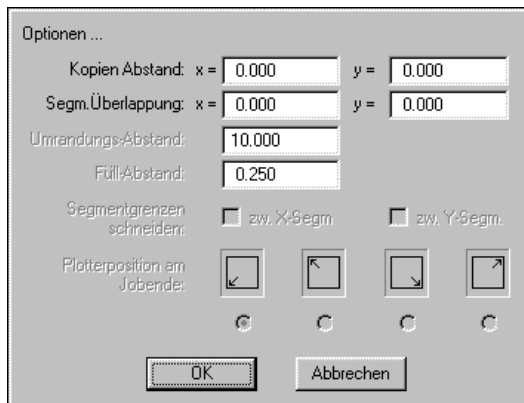 Optionen ...
Kopien Abstand: x = 0.000 y = 0.000
Segm.Überlappung: x = 0.000 y = 0.000
Umrandungs-Abstand: 10.000
Füll-Abstand: 0.250
Segmentgrenzen
schneiden: zw. X-Segm zw. Y-Segm.
Plotterposition am
Jobende:
OK Abbrechen